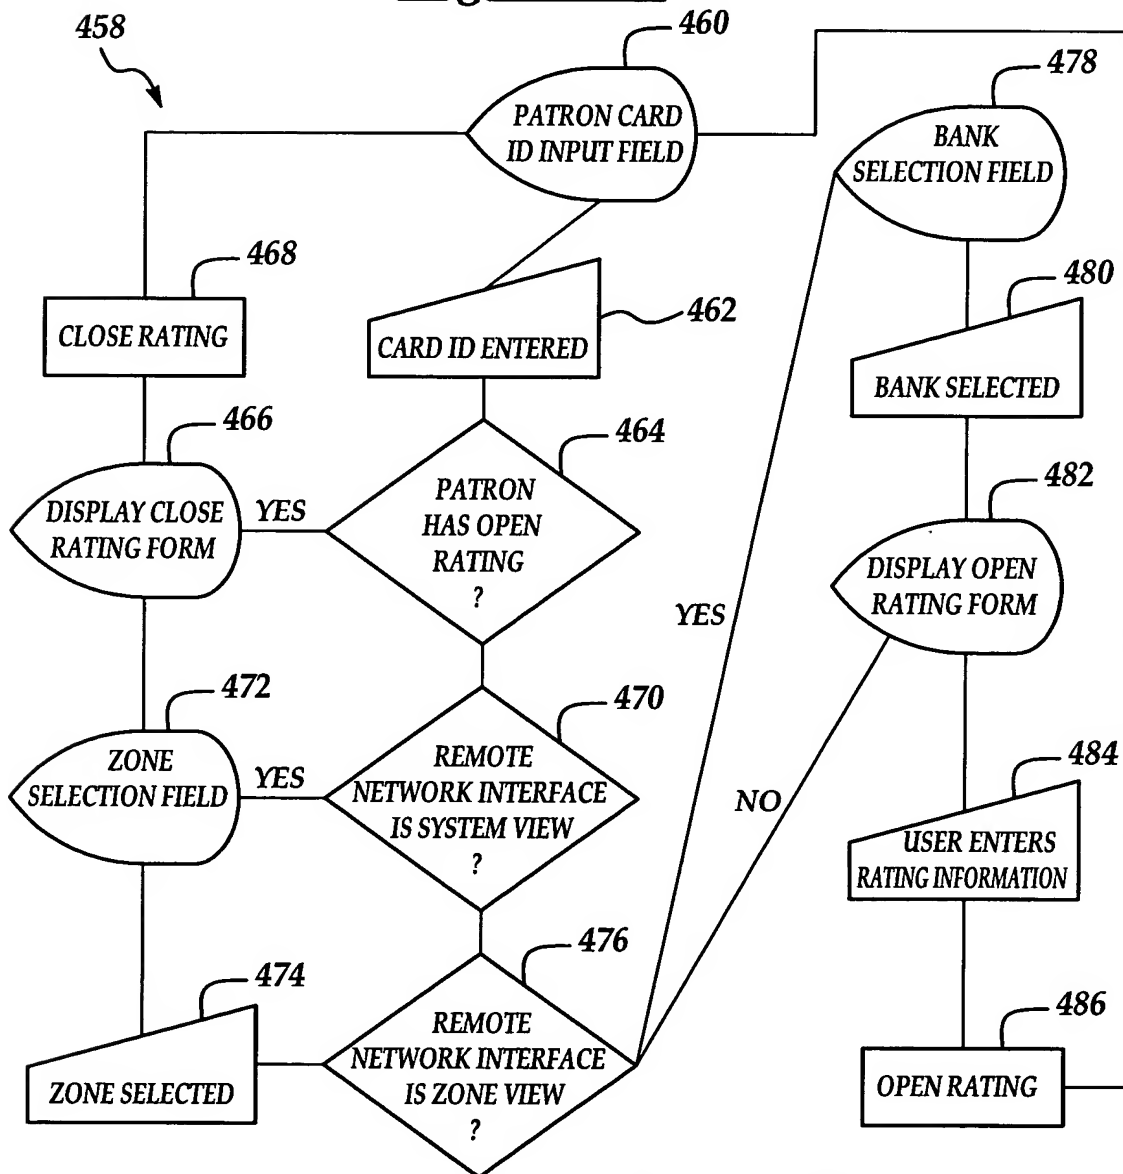 458
460
PATRON CARD
ID INPUT FIELD
478
BANK
SELECTION FIELD
468
CLOSE RATING
462
CARD ID ENTERED
480
BANK SELECTED
466
DISPLAY CLOSE
RATING FORM
YES
464
PATRON
HAS OPEN
RATING
?
482
DISPLAY OPEN
RATING FORM
YES
472
ZONE
SELECTION FIELD
YES
470
REMOTE
NETWORK INTERFACE
IS SYSTEM VIEW
?
NO
484
USER ENTERS
RATING INFORMATION
474
ZONE SELECTED
476
REMOTE
NETWORK INTERFACE
IS ZONE VIEW
?
486
OPEN RATING